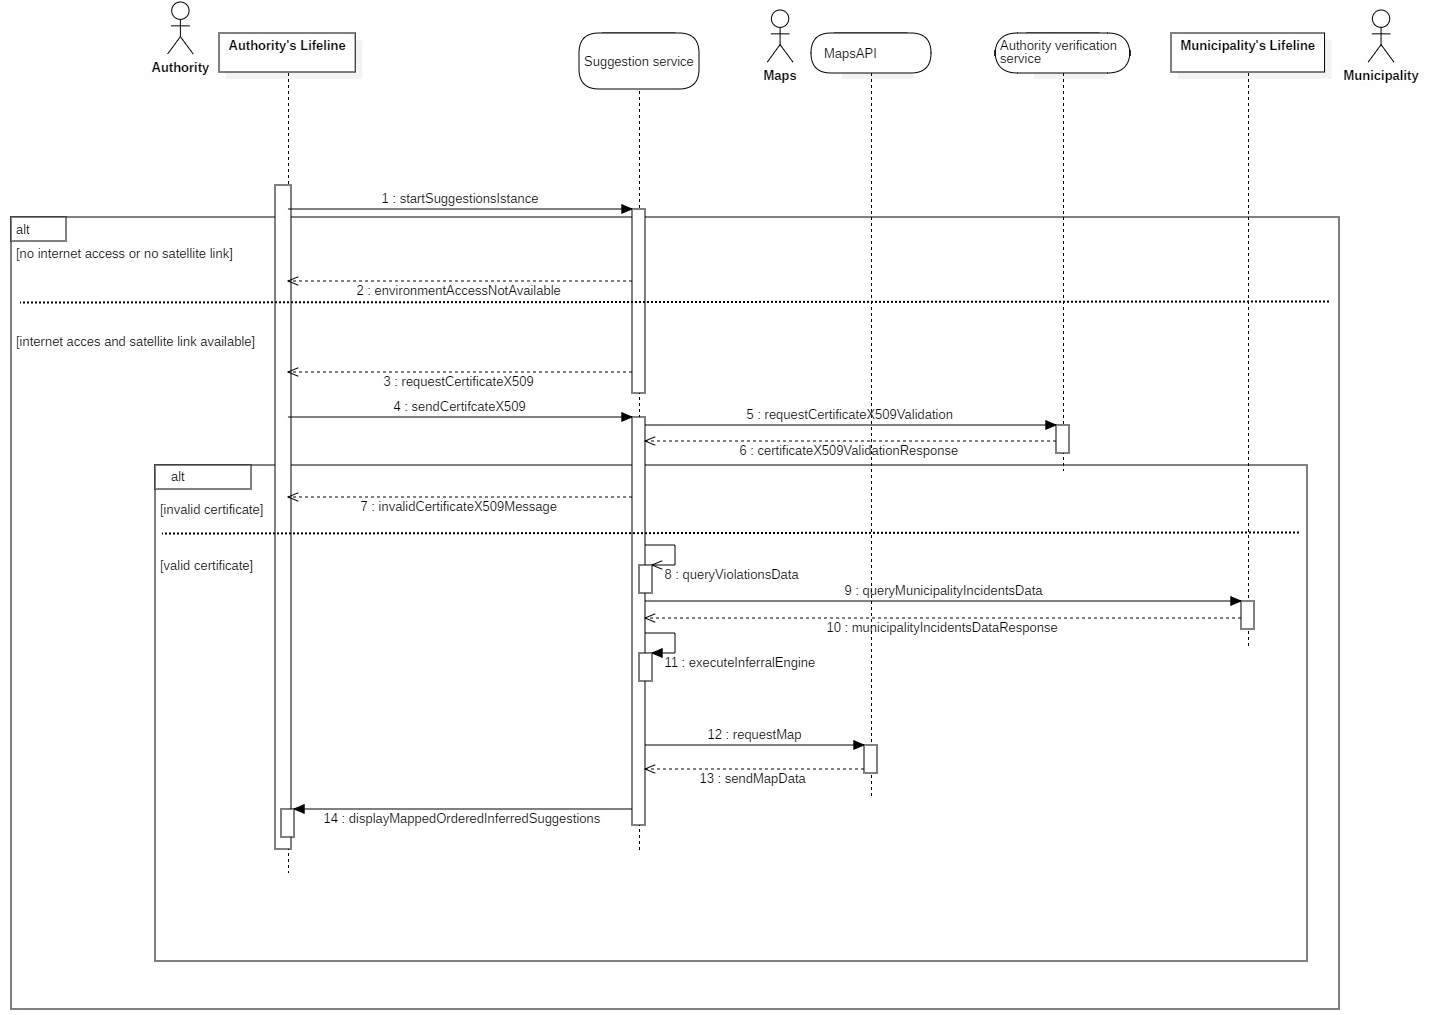 Authority
Authority's Lifeline
Suggestion service
Maps
MapsAPI
Authority verification
service
Municipality's Lifeline
Municipality
1 : startSuggestionsIstance
alt
[no internet access or no satellite link]
2 : environmentAccessNotAvailable
[internet acces and satellite link available]
3 : requestCertificateX509
4 : sendCertifcateX509
5 : requestCertificateX509Validation
6 : certificateX509ValidationResponse
alt
[invalid certificate]
7 : invalidCertificateX509Message
[valid certificate]
8 : queryViolationsData
9 : queryMunicipalityIncidentsData
10 : municipalityIncidentsDataResponse
11 : executeInferralEngine
12 : requestMap
13 : sendMapData
14 : displayMappedOrderedInferredSuggestions